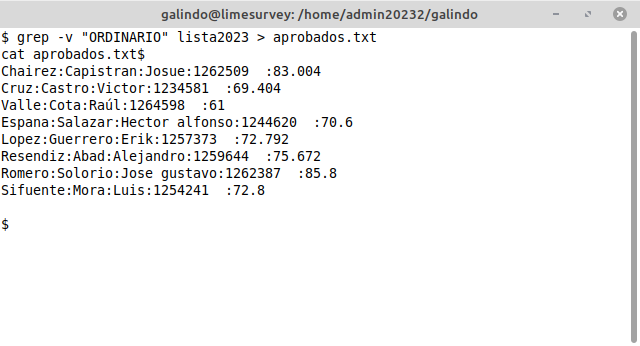 galindo@limesurvey: /home/admin20232/galindo
$ grep -v "ORDINARIO" lista2023 > aprobados.txt
cat aprobados.txt$
Chairez:Capistran:Josue:1262509  :83.004
Cruz:Castro:Victor:1234581  :69.404
Valle:Cota:Raúl:1264598  :61
Espana:Salazar:Hector alfonso:1244620  :70.6
Lopez:Guerrero:Erik:1257373  :72.792
Resendiz:Abad:Alejandro:1259644  :75.672
Romero:Solorio:Jose gustavo:1262387  :85.8
Sifuente:Mora:Luis:1254241  :72.8
$